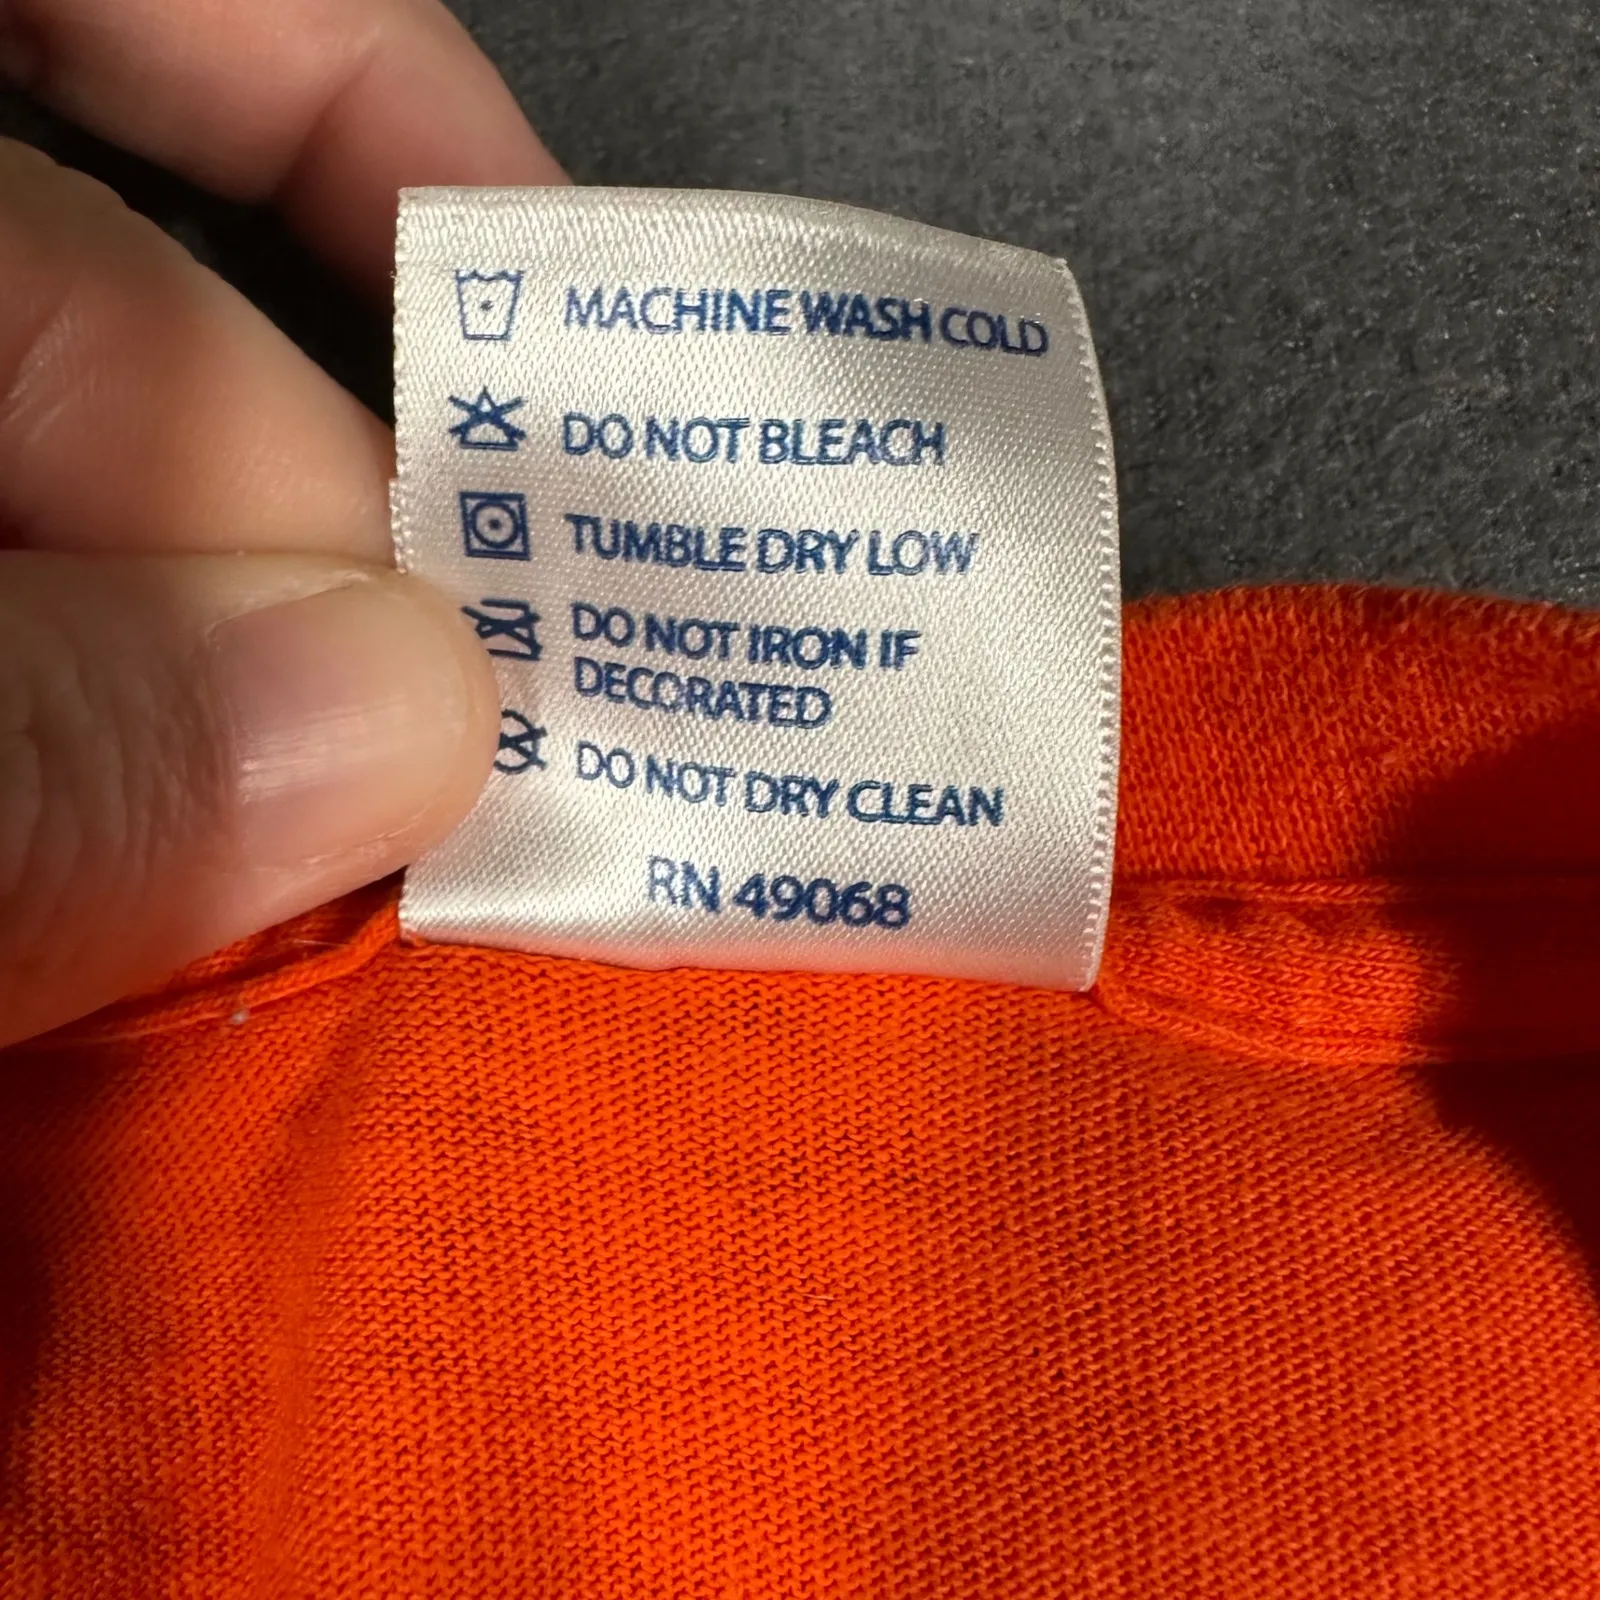 MACHINE WASH COLD
DO NOT BLEACH
TUMBLE DRY LOW
DO NOT IRON IF
DECORATED
DO NOT DRY CLEAN
RN 49068